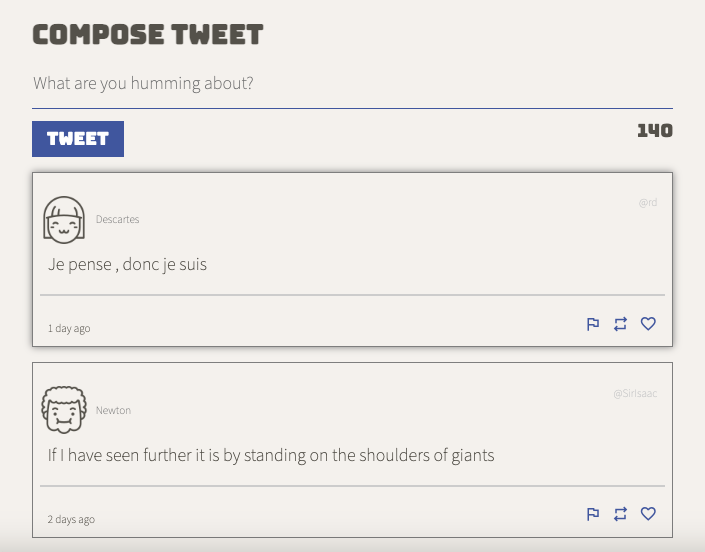 COMPOSE TWEET
What are you humming about?
TWEET
140
Descartes
@rd
Je pense , donc je suis
1 day ago
Newton
@SirIsaac
If I have seen further it is by standing on the shoulders of giants
2 days ago